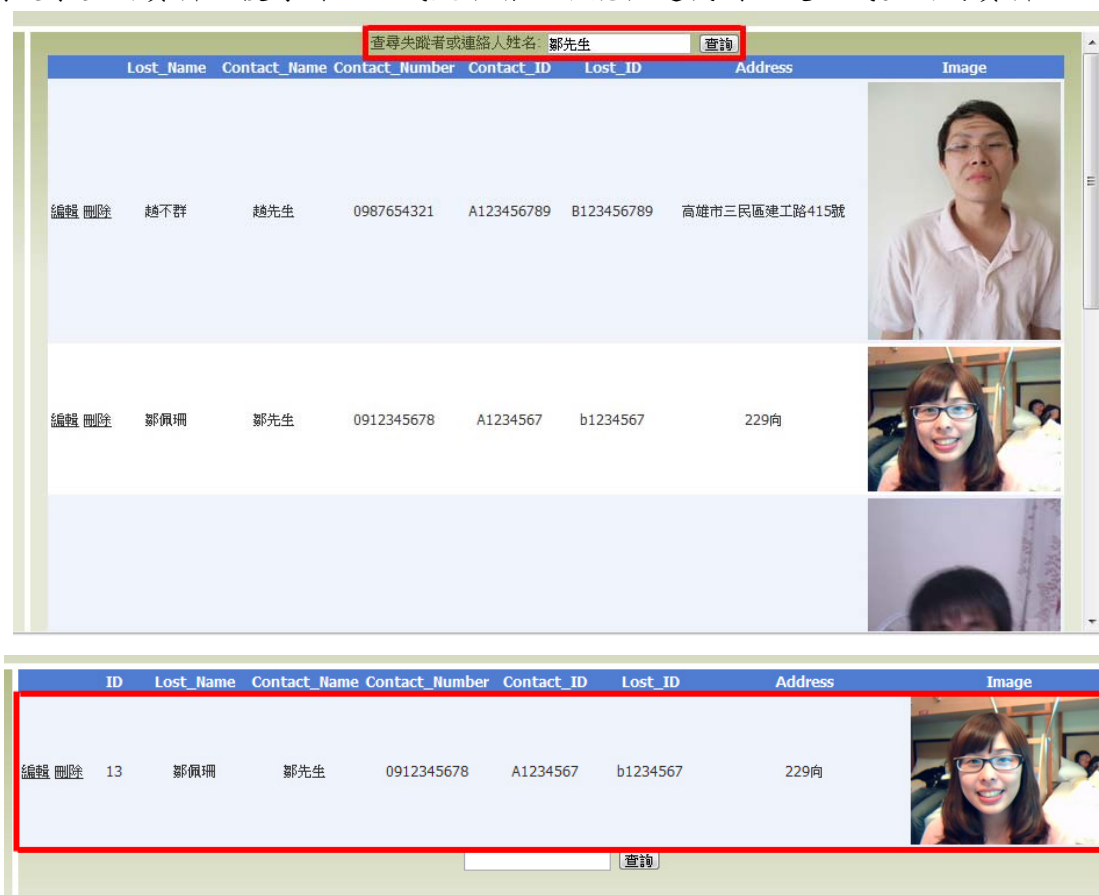 查尋失蹤者或連絡人姓名: 鄒先生 查詢
Lost_Name Contact_Name Contact_Number Contact_ID Lost_ID Address Image
編輯 刪除 趙不群 趙先生 0987654321 A123456789 B123456789 高雄市三民區建工路415號
編輯 刪除 鄒佩珊 鄒先生 0912345678 A1234567 b1234567 229向
ID Lost_Name Contact_Name Contact_Number Contact_ID Lost_ID Address Image
編輯 刪除 13 鄒佩珊 鄒先生 0912345678 A1234567 b1234567 229向
查詢